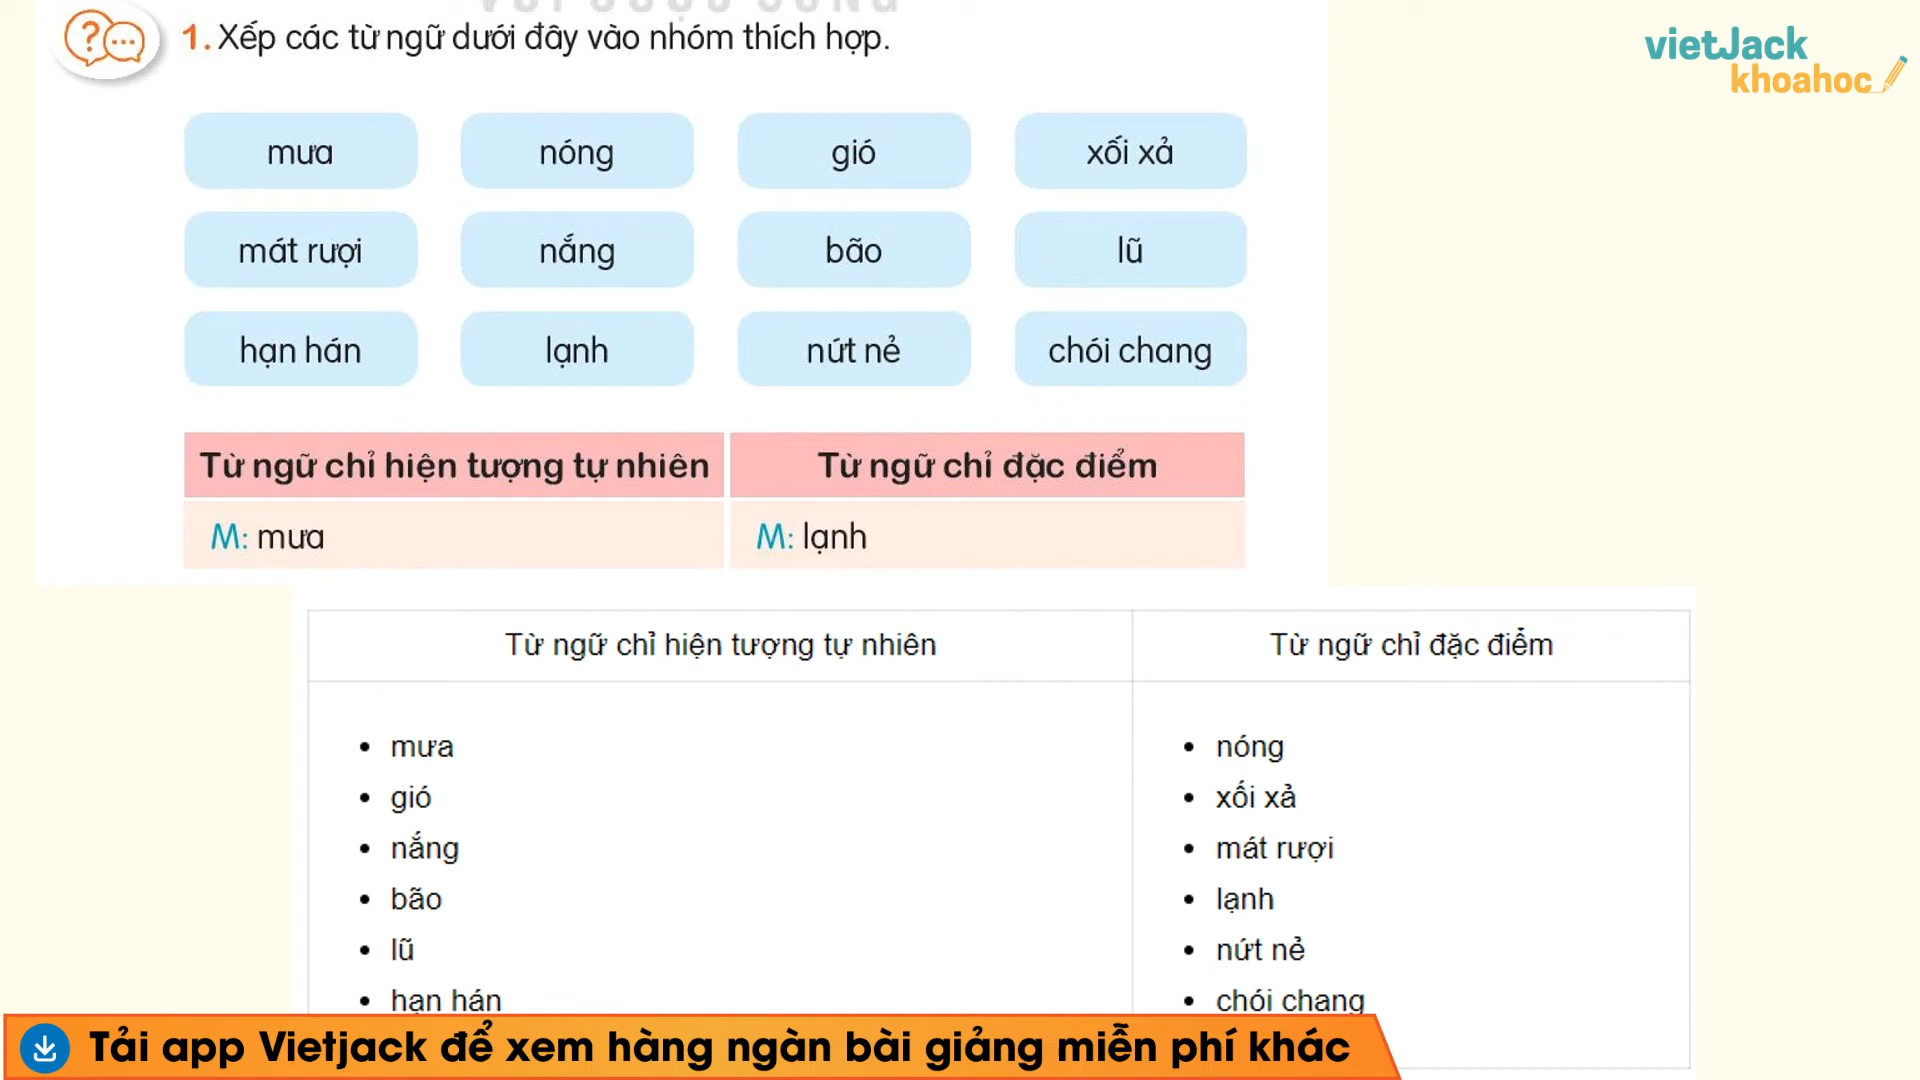 1. Xếp các từ ngữ dưới đây vào nhóm thích hợp.
vietJack
khoahoc
mưa nóng gió xối xả
mát rượi nắng bão lũ
hạn hán lạnh nứt nẻ chói chang
Từ ngữ chỉ hiện tượng tự nhiên Từ ngữ chỉ đặc điểm
M: mưa M: lạnh
Từ ngữ chỉ hiện tượng tự nhiên Từ ngữ chỉ đặc điểm
• mưa • nóng
• gió • xối xả
• nắng • mát rượi
• bão • lạnh
• lũ • nứt nẻ
• hạn hán • chói chang
Tải app Vietjack để xem hàng ngàn bài giảng miễn phí khác